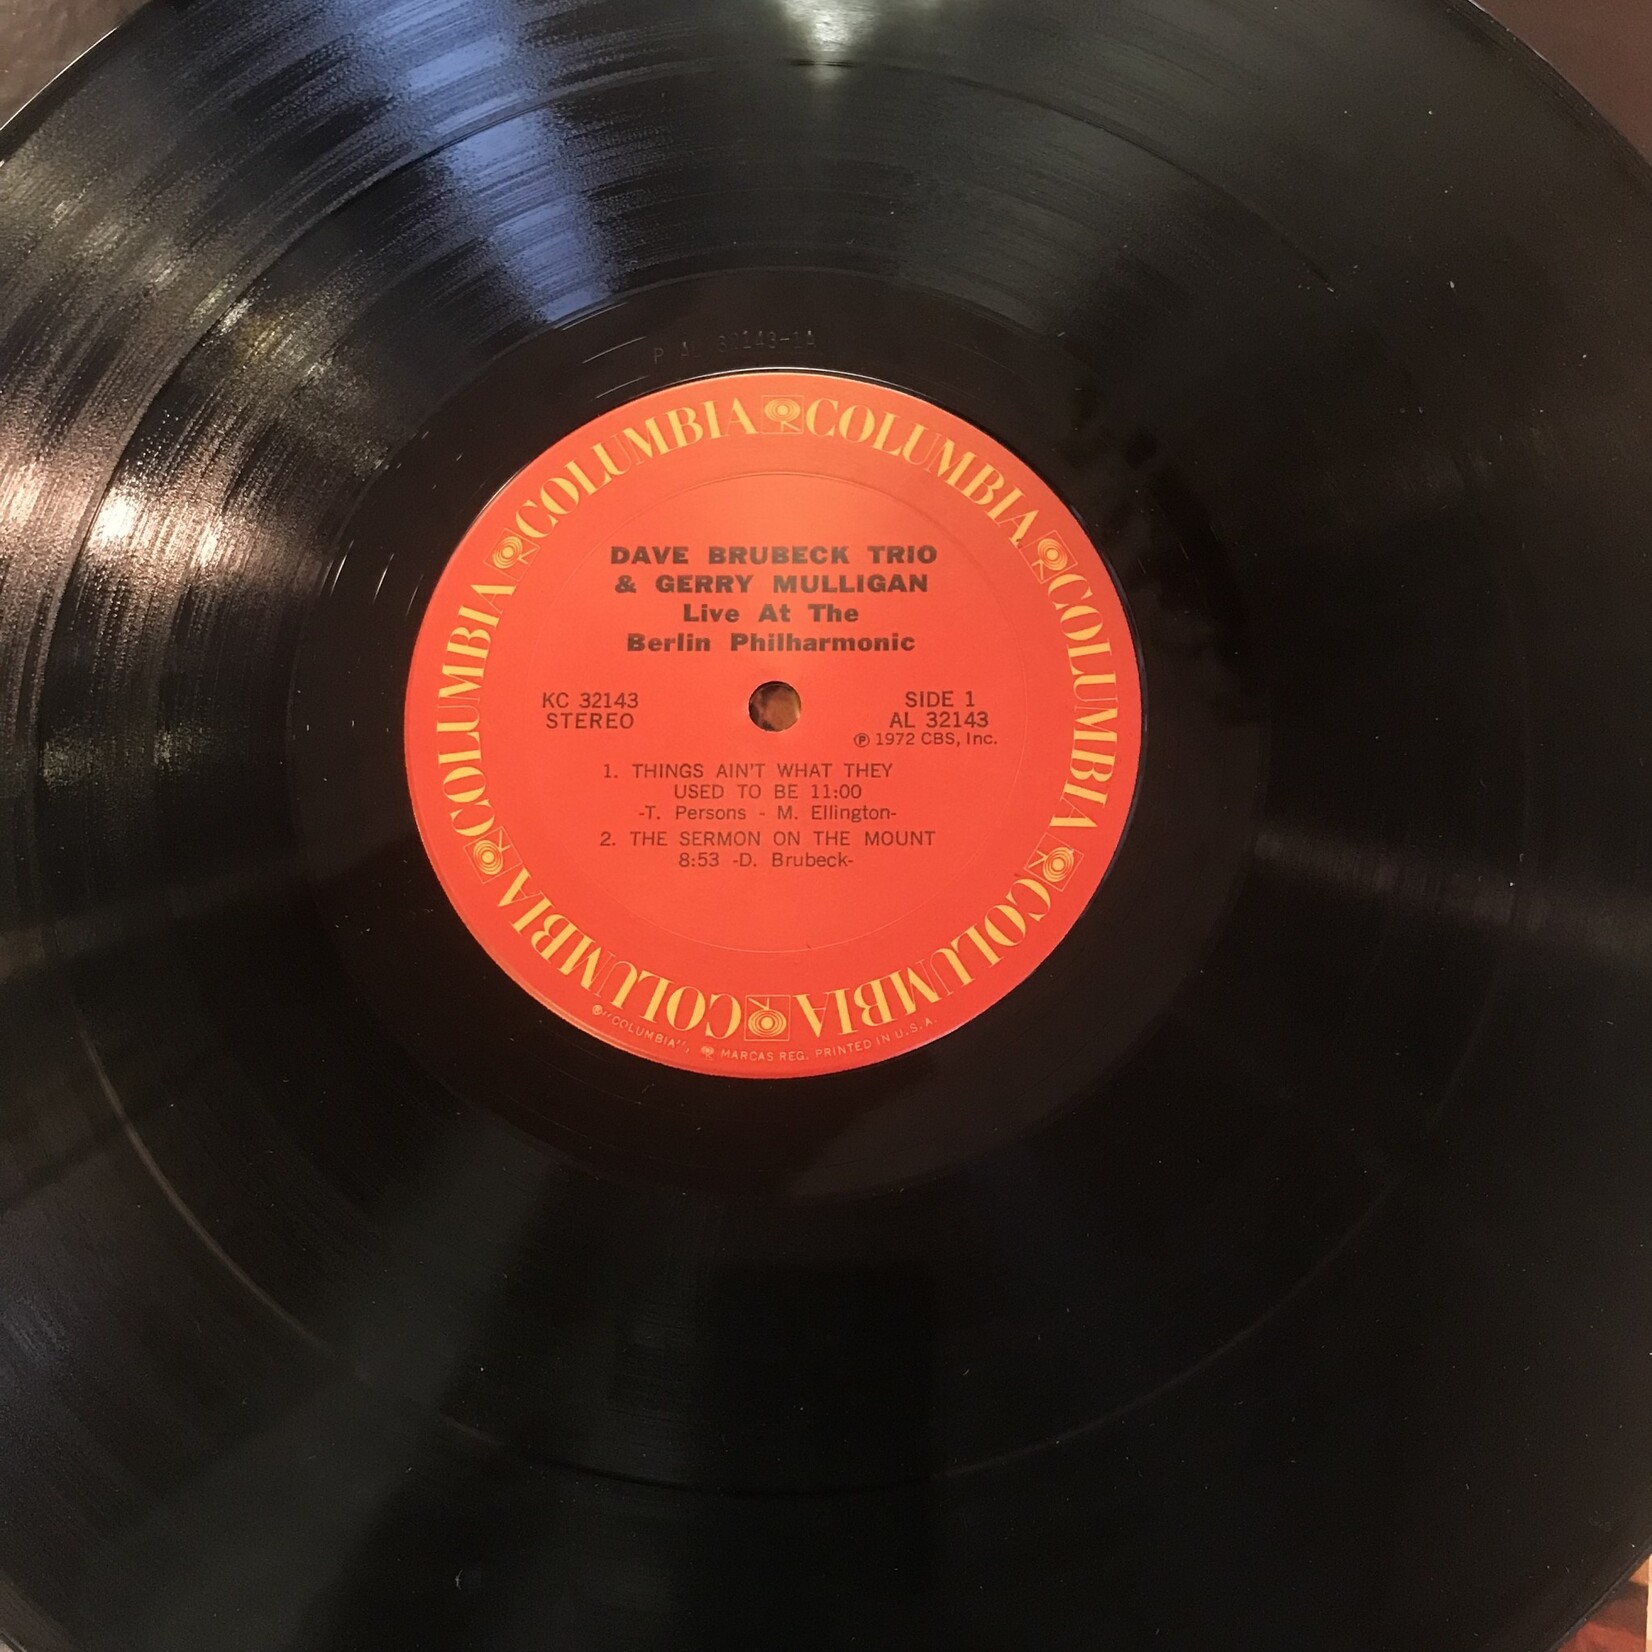 P AL 32143-1A
COLUMBIA COLUMBIA COLUMBIA COLUMBIA COLUMBIA COLUMBIA
DAVE BRUBECK TRIO
& GERRY MULLIGAN
Live At The
Berlin Philharmonic
KC 32143
STEREO
SIDE 1
AL 32143
℗ 1972 CBS, Inc.
1. THINGS AIN'T WHAT THEY
USED TO BE 11:00
-T. Persons - M. Ellington-
2. THE SERMON ON THE MOUNT
8:53 -D. Brubeck-
®"COLUMBIA", MARCAS REG. PRINTED IN U.S.A.